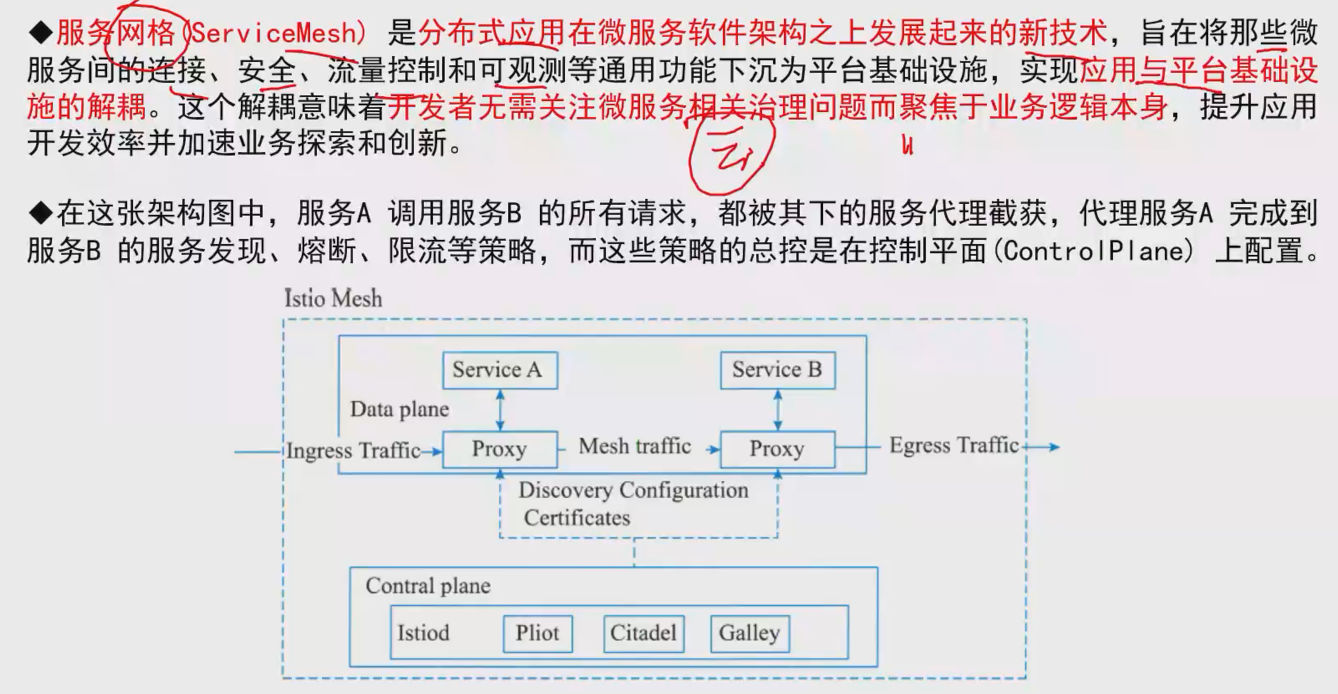 ◆服务网格(ServiceMesh) 是分布式应用在微服务软件架构之上发展起来的新技术，旨在将那些微
服务间的连接、安全、流量控制和可观测等通用功能下沉为平台基础设施，实现应用与平台基础设
施的解耦。这个解耦意味着开发者无需关注微服务相关治理问题而聚焦于业务逻辑本身，提升应用
开发效率并加速业务探索和创新。
◆在这张架构图中，服务A 调用服务B 的所有请求，都被其下的服务代理截获，代理服务A 完成到
服务B 的服务发现、熔断、限流等策略，而这些策略的总控是在控制平面(ControlPlane) 上配置。
Istio Mesh
Service A
Service B
Data plane
Ingress Traffic
Proxy
Mesh traffic
Proxy
Egress Traffic
Discovery Configuration
Certificates
Contral plane
Istiod
Pliot
Citadel
Galley